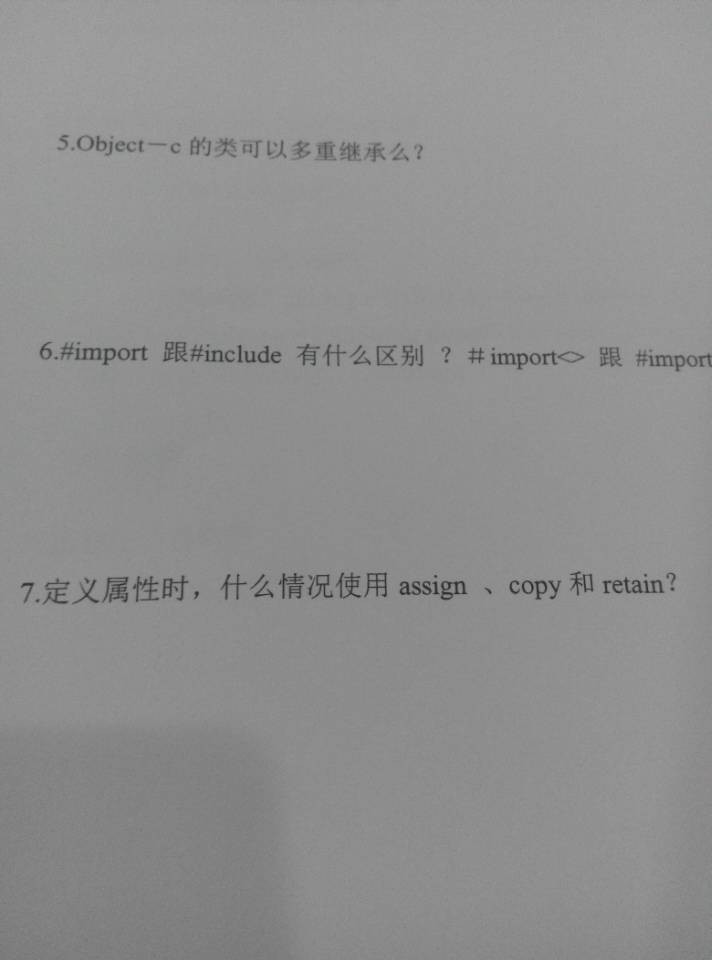 5.Object－c 的类可以多重继承么？
6.#import 跟#include 有什么区别 ？＃import<> 跟 #import
7.定义属性时，什么情况使用 assign 、copy 和 retain？